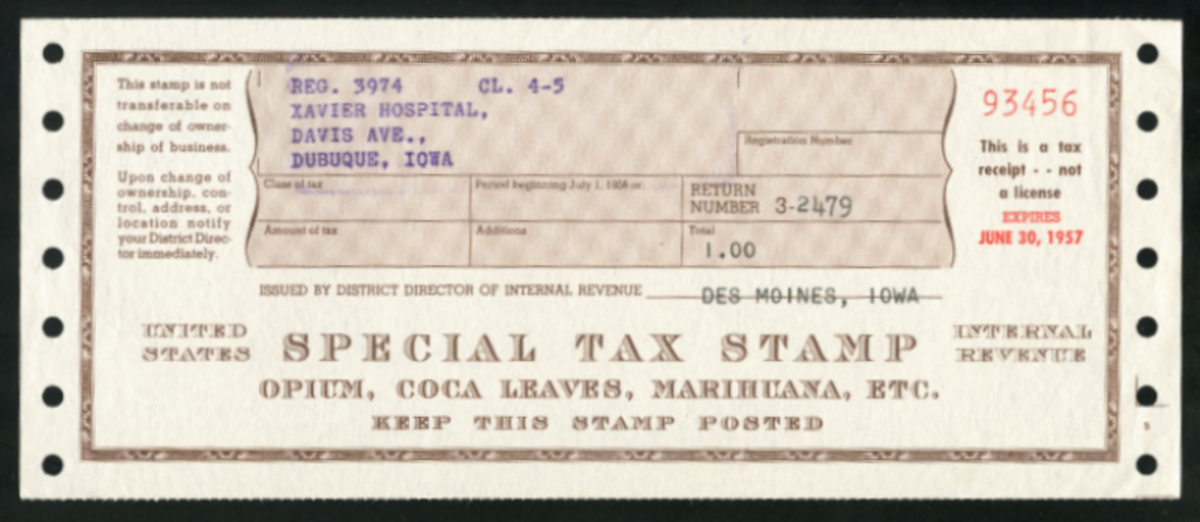 This stamp is not
transferable on
change of owner-
ship of business.
Upon change of
ownership, con-
trol, address, or
location notify
your District Direc-
tor immediately.
REG. 3974 CL. 4-5
XAVIER HOSPITAL,
DAVIS AVE.,
DUBUQUE, IOWA
Registration Number
Class of tax
Period beginning July 1, 1956 or:
RETURN
NUMBER 3-2479
Amount of tax
Additions
Total
1.00
93456
This is a tax
receipt - - not
a license
EXPIRES
JUNE 30, 1957
ISSUED BY DISTRICT DIRECTOR OF INTERNAL REVENUE DES MOINES, IOWA
UNITED
STATES
SPECIAL TAX STAMP
INTERNAL
REVENUE
OPIUM, COCA LEAVES, MARIHUANA, ETC.
KEEP THIS STAMP POSTED
5